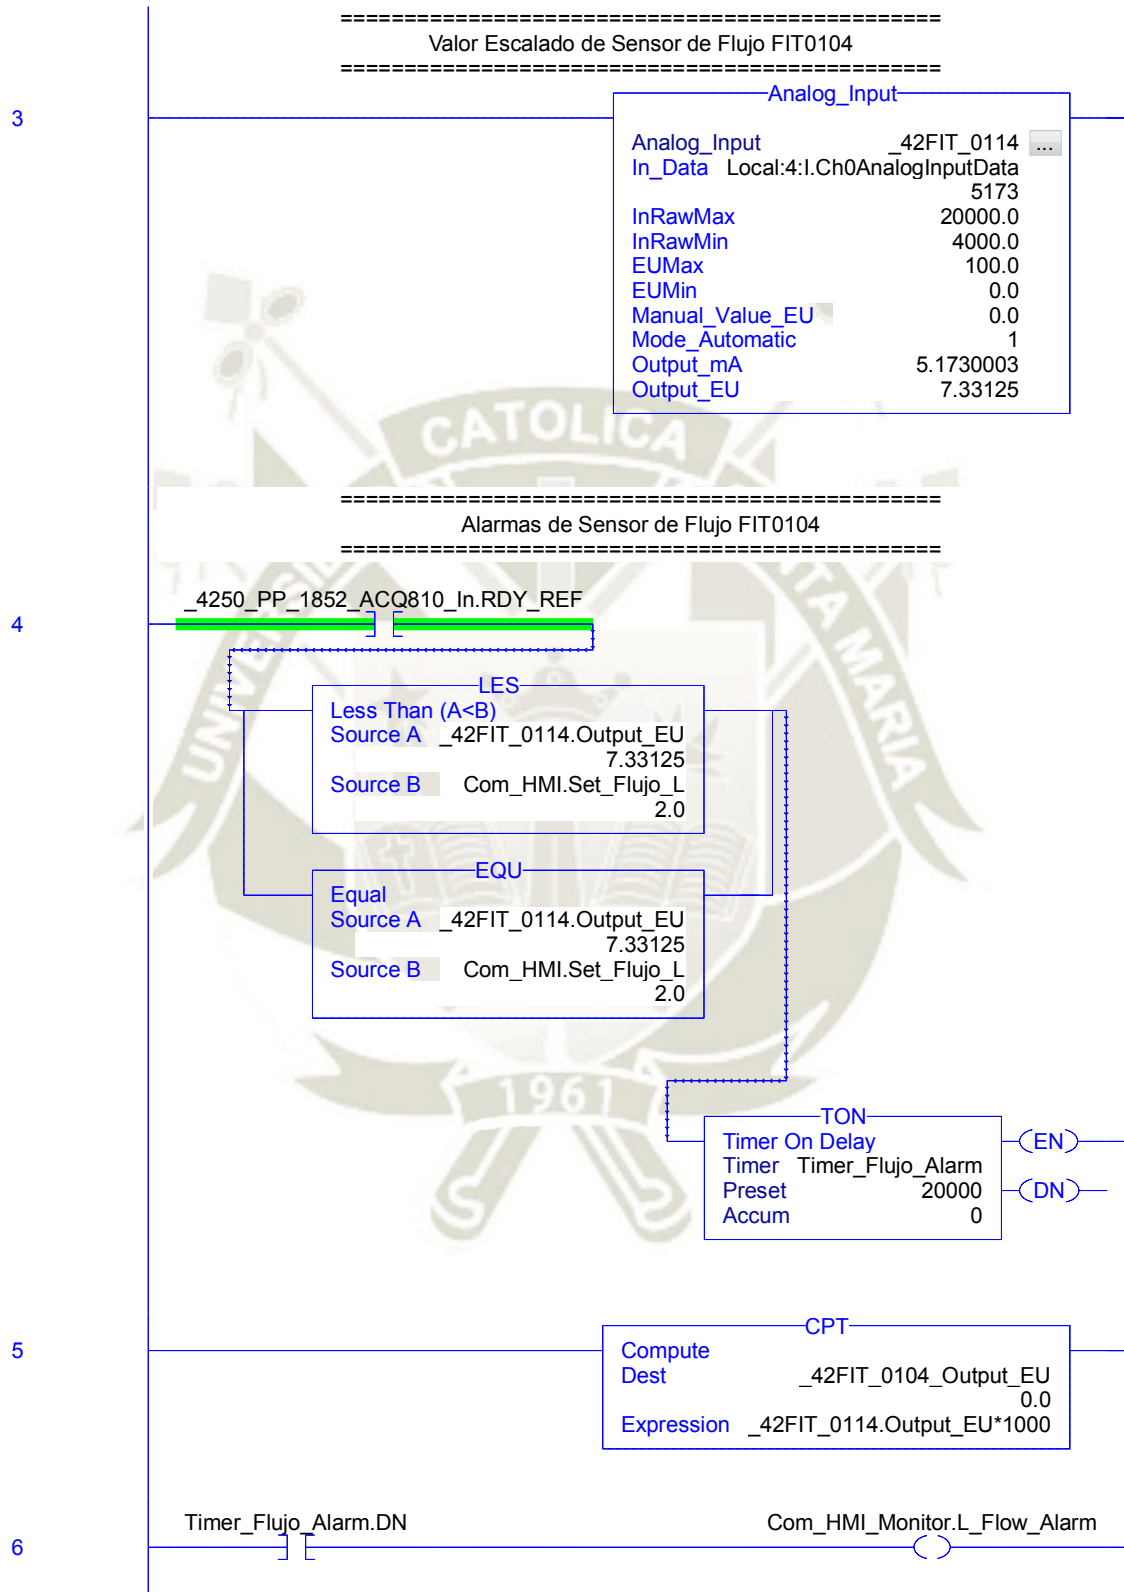 ===============================================
Valor Escalado de Sensor de Flujo FIT0104
===============================================
3
Analog_Input
Analog_Input _42FIT_0114 ...
In_Data Local:4:I.Ch0AnalogInputData
5173
InRawMax 20000.0
InRawMin 4000.0
EUMax 100.0
EUMin 0.0
Manual_Value_EU 0.0
Mode_Automatic 1
Output_mA 5.1730003
Output_EU 7.33125
CATOLICA
===============================================
Alarmas de Sensor de Flujo FIT0104
===============================================
_4250_PP_1852_ACQ810_In.RDY_REF
4
LES
Less Than (A<B)
Source A _42FIT_0114.Output_EU
7.33125
Source B Com_HMI.Set_Flujo_L
2.0
EQU
Equal
Source A _42FIT_0114.Output_EU
7.33125
Source B Com_HMI.Set_Flujo_L
2.0
1961
TON
Timer On Delay
Timer Timer_Flujo_Alarm
Preset 20000
Accum 0
EN
DN
5
CPT
Compute
Dest _42FIT_0104_Output_EU
0.0
Expression _42FIT_0114.Output_EU*1000
Timer_Flujo_Alarm.DN Com_HMI_Monitor.L_Flow_Alarm
6